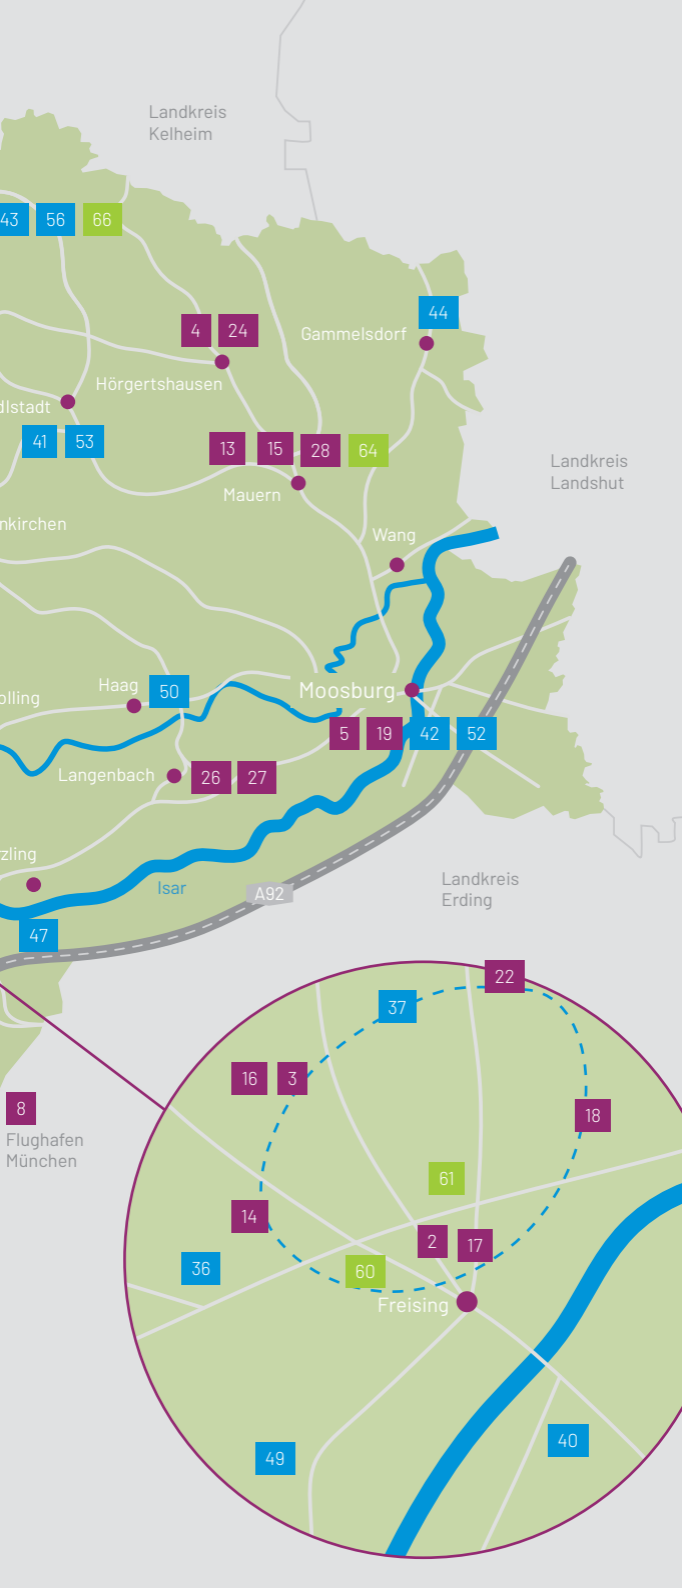 Landkreis
Kelheim
43 56 66
44
4 24
Gammelsdorf
Hörgertshausen
dlstadt
41 53
13 15 28 64
Landkreis
Landshut
Mauern
nkirchen
Wang
Haag 50
olling
Moosburg
5 19 42 52
Langenbach 26 27
zling
Isar
A92
Landkreis
Erding
47
22
37
16 3
8
18
Flughafen
München
61
14
2 17
36
60
Freising
40
49